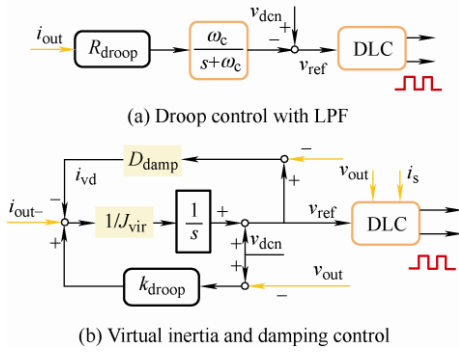 v_dcn
i_out
R_droop
ω_c
s+ω_c
+
−
v_ref
DLC
(a) Droop control with LPF
D_damp
−
v_out
i_s
i_vd
+
−
i_out−
1/J_vir
1
s
+
+
v_ref
DLC
+
v_dcn
+
k_droop
+
−
v_out
(b) Virtual inertia and damping control